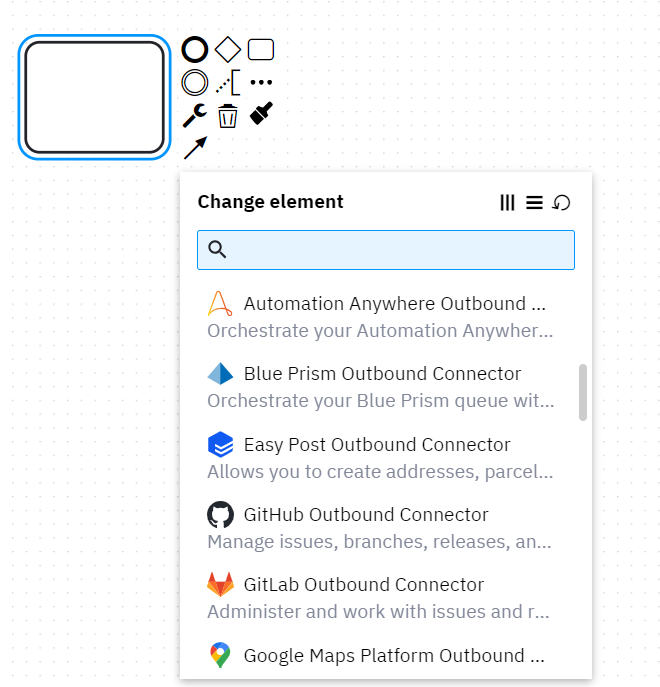 Change element
Automation Anywhere Outbound ...
Orchestrate your Automation Anywher...
Blue Prism Outbound Connector
Orchestrate your Blue Prism queue wit...
Easy Post Outbound Connector
Allows you to create addresses, parcel...
GitHub Outbound Connector
Manage issues, branches, releases, an...
GitLab Outbound Connector
Administer and work with issues and r...
Google Maps Platform Outbound ...